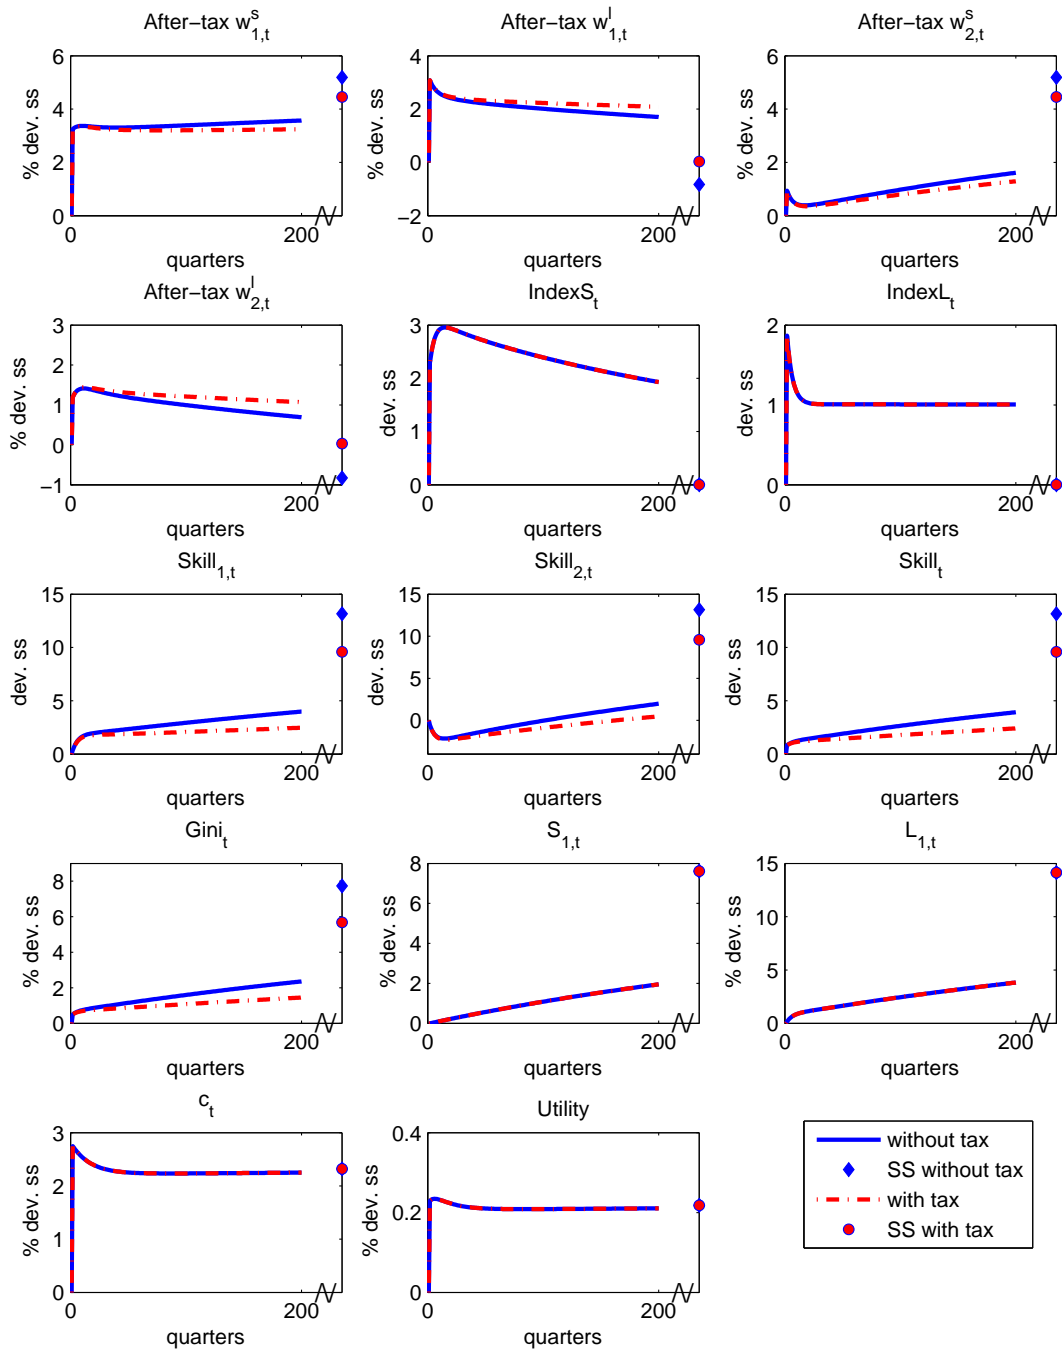 After−tax w^s_{1,t}
After−tax w^l_{1,t}
After−tax w^s_{2,t}
% dev. ss
6
4
2
0
0
200
quarters
% dev. ss
4
2
0
−2
0
200
quarters
% dev. ss
6
4
2
0
0
200
quarters
After−tax w^l_{2,t}
IndexS_t
IndexL_t
% dev. ss
3
2
1
0
−1
0
200
quarters
dev. ss
3
2
1
0
0
200
quarters
dev. ss
2
1
0
0
200
quarters
Skill_{1,t}
Skill_{2,t}
Skill_t
dev. ss
15
10
5
0
0
200
quarters
dev. ss
15
10
5
0
0
200
quarters
dev. ss
15
10
5
0
0
200
quarters
Gini_t
S_{1,t}
L_{1,t}
% dev. ss
8
6
4
2
0
0
200
quarters
% dev. ss
8
6
4
2
0
0
200
quarters
% dev. ss
15
10
5
0
0
200
quarters
c_t
Utility
% dev. ss
3
2
1
0
0
200
quarters
% dev. ss
0.4
0.2
0
0
200
quarters
without tax
SS without tax
with tax
SS with tax